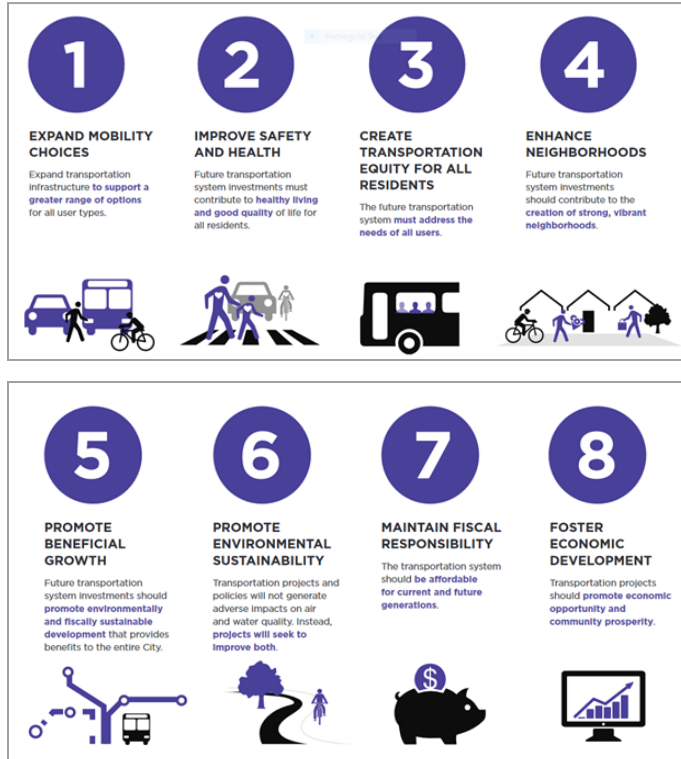 1
EXPAND MOBILITY
CHOICES
Expand transportation
infrastructure to support a
greater range of options
for all user types.
2
IMPROVE SAFETY
AND HEALTH
Future transportation
system investments must
contribute to healthy living
and good quality of life for
all residents.
3
CREATE
TRANSPORTATION
EQUITY FOR ALL
RESIDENTS
The future transportation
system must address the
needs of all users.
4
ENHANCE
NEIGHBORHOODS
Future transportation
system investments
should contribute to the
creation of strong, vibrant
neighborhoods.
5
PROMOTE
BENEFICIAL
GROWTH
Future transportation
system investments should
promote environmentally
and fiscally sustainable
development that provides
benefits to the entire City.
6
PROMOTE
ENVIRONMENTAL
SUSTAINABILITY
Transportation projects and
policies will not generate
adverse impacts on air
and water quality. Instead,
projects will seek to
improve both.
7
MAINTAIN FISCAL
RESPONSIBILITY
The transportation system
should be affordable
for current and future
generations.
$
8
FOSTER
ECONOMIC
DEVELOPMENT
Transportation projects
should promote economic
opportunity and
community prosperity.